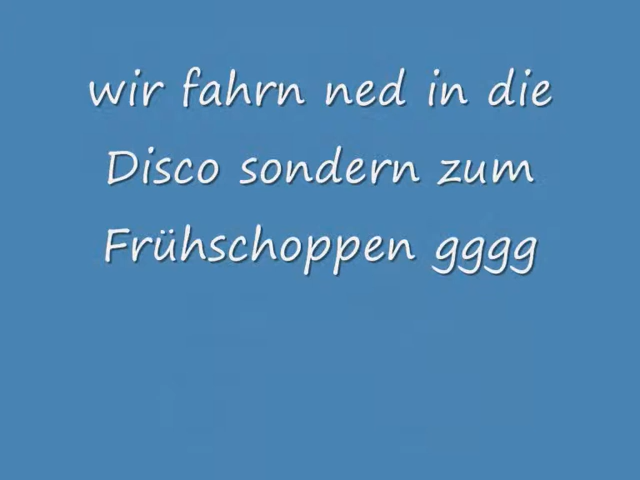 wir fahrn ned in die
Disco sondern zum
Frühschoppen gggg